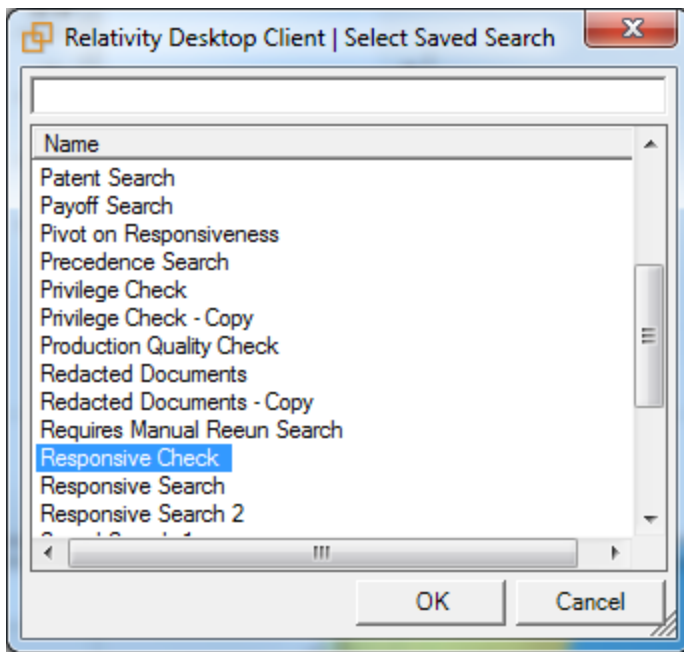 Relativity Desktop Client | Select Saved Search
Name
Patent Search
Payoff Search
Pivot on Responsiveness
Precedence Search
Privilege Check
Privilege Check - Copy
Production Quality Check
Redacted Documents
Redacted Documents - Copy
Requires Manual Reeun Search
Responsive Check
Responsive Search
Responsive Search 2
OK Cancel